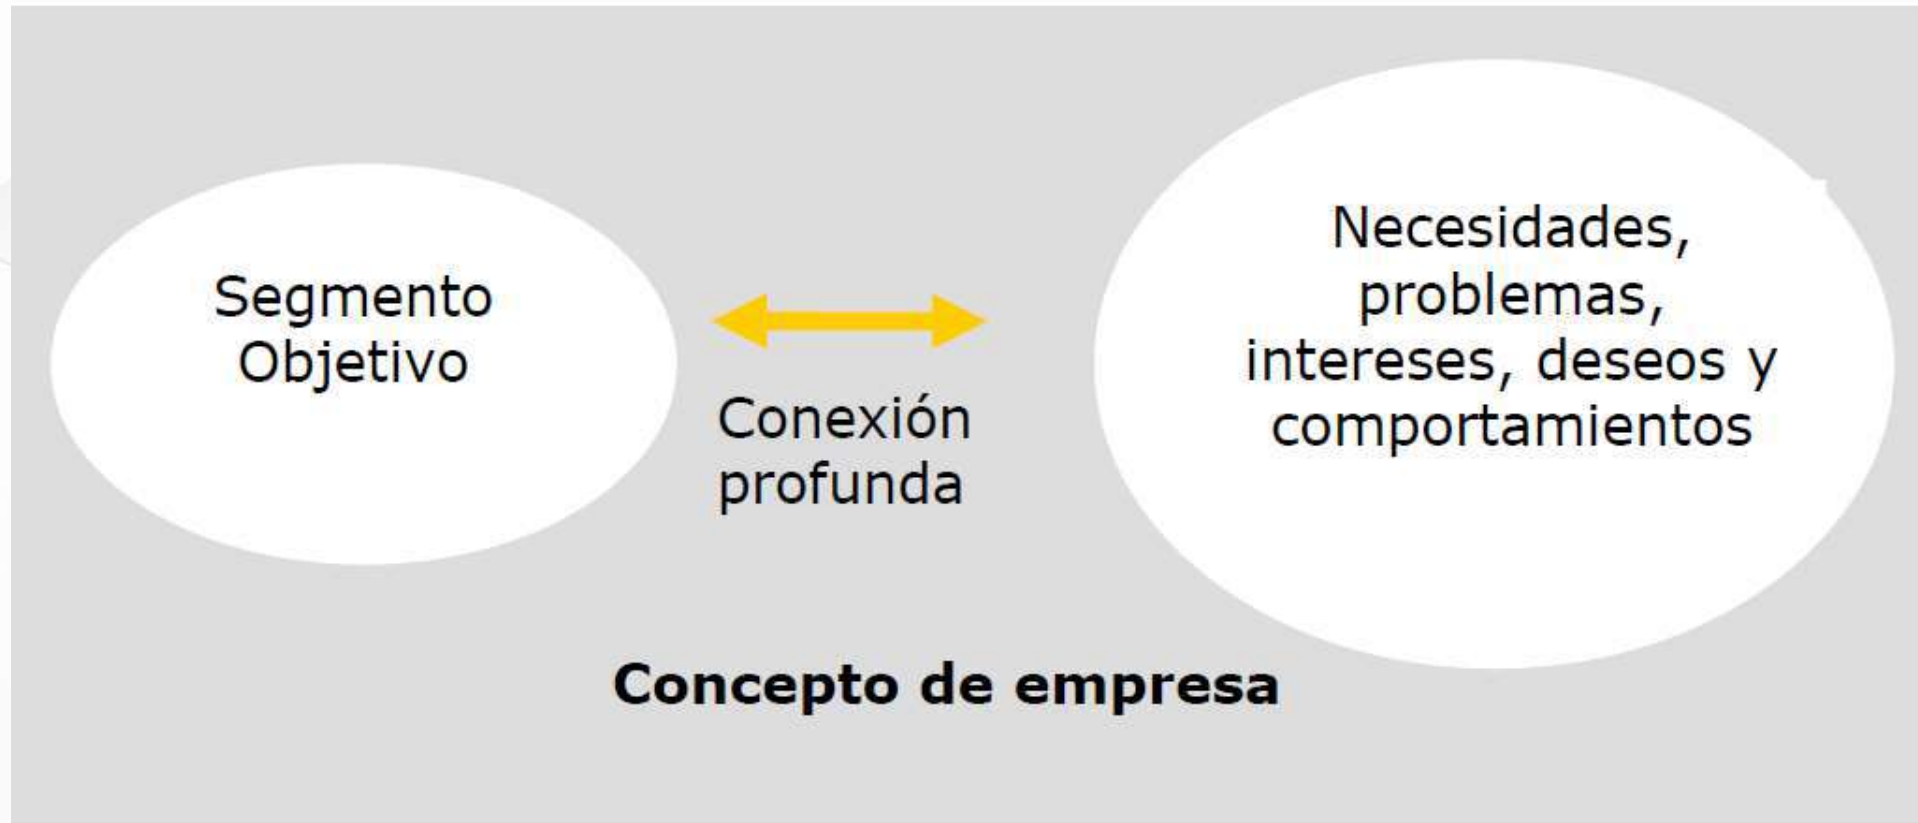 Segmento
Objetivo
Conexión
profunda
Necesidades,
problemas,
intereses, deseos y
comportamientos
Concepto de empresa